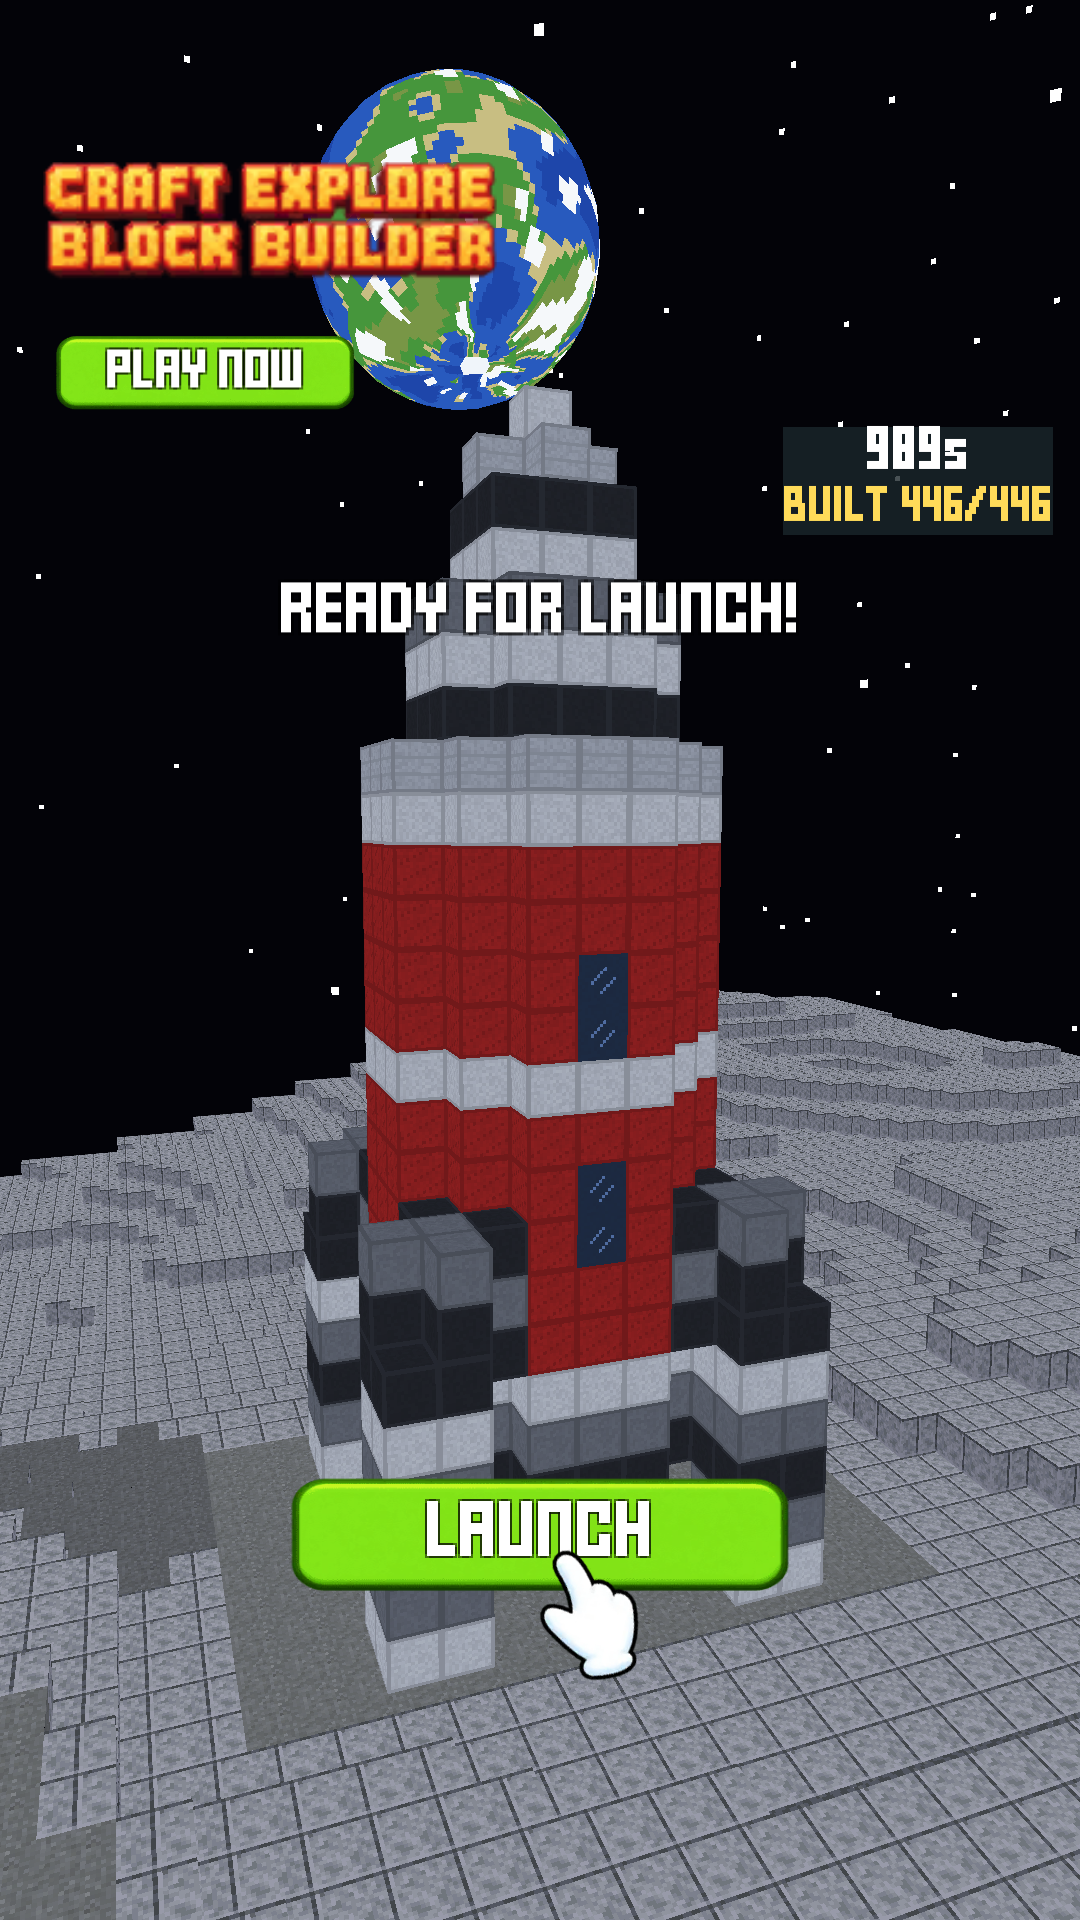 CRAFT EXPLORE
BLOCK BUILDER
PLAY NOW
989s
BUILT 446/446
READY FOR LAUNCH!
LAUNCH